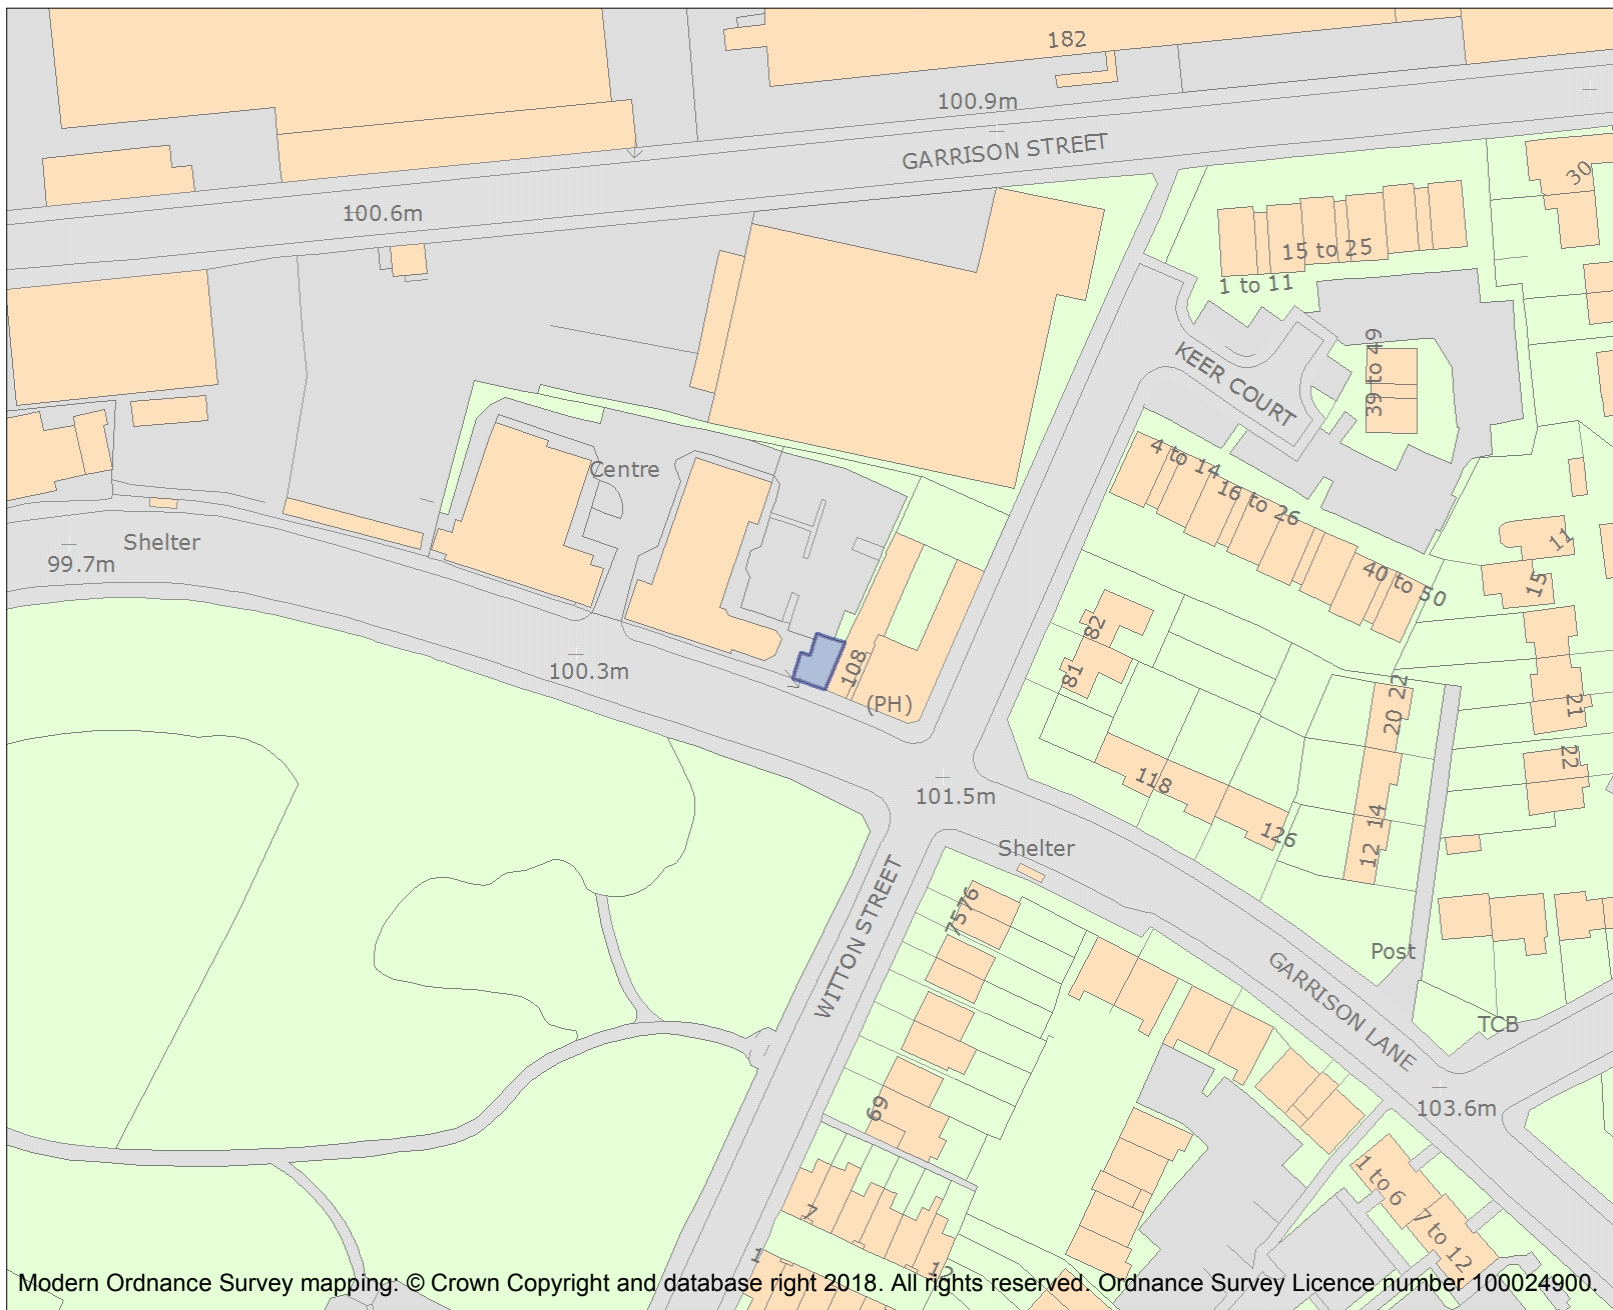 182
100.9m
GARRISON STREET
30
100.6m
15 to 25
1 to 11
KEER COURT
39 to 49
4 to 14
Centre
16 to 26
Shelter
11
99.7m
40 to 50
15
82
108
100.3m
81
22
(PH)
20
21
22
118
101.5m
14
126
Shelter
12
7576
WITTON STREET
Post
GARRISON LANE
TCB
69
103.6m
1 to 6
7
7 to 12
1
12
Modern Ordnance Survey mapping: © Crown Copyright and database right 2018. All rights reserved. Ordnance Survey Licence number 100024900.